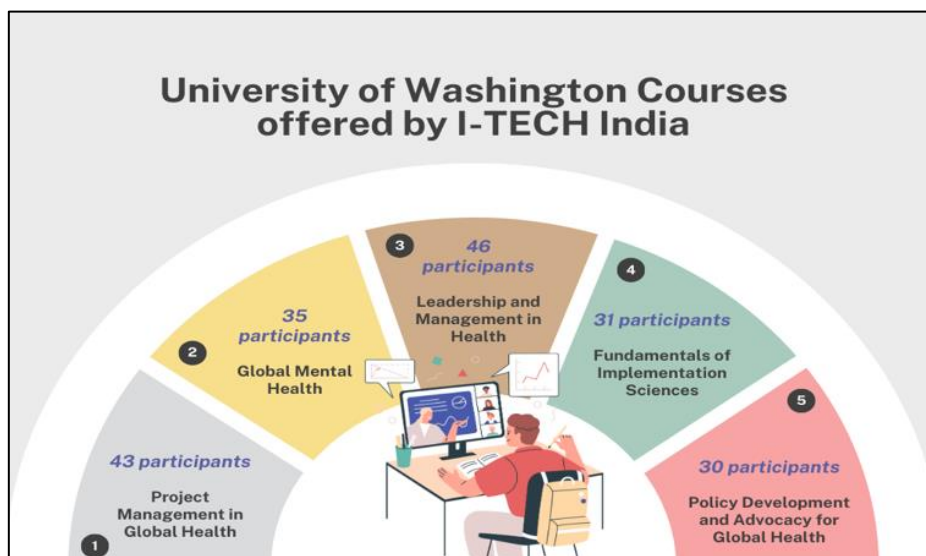 University of Washington Courses
offered by I-TECH India
1
43 participants
Project
Management in
Global Health
2
35
participants
Global Mental
Health
3
46
participants
Leadership and
Management in
Health
4
31 participants
Fundamentals of
Implementation
Sciences
5
30 participants
Policy Development
and Advocacy for
Global Health